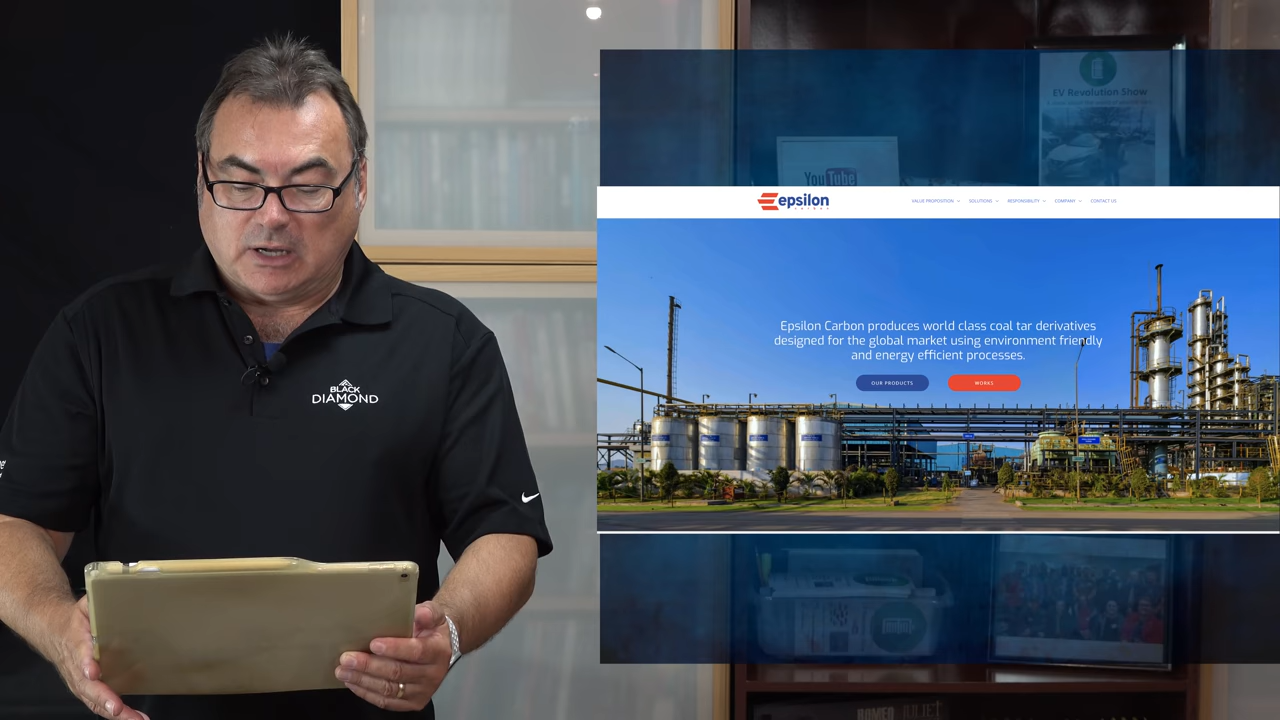 BLACK
DIAMOND
EV Revolution Show
YouTube
epsilon
carbon
VALUE PROPOSITION
SOLUTIONS
RESPONSIBILITY
COMPANY
CONTACT US
Epsilon Carbon produces world class coal tar derivatives
designed for the global market using environment friendly
and energy efficient processes.
OUR PRODUCTS
WORKS
ROMEO JULIET